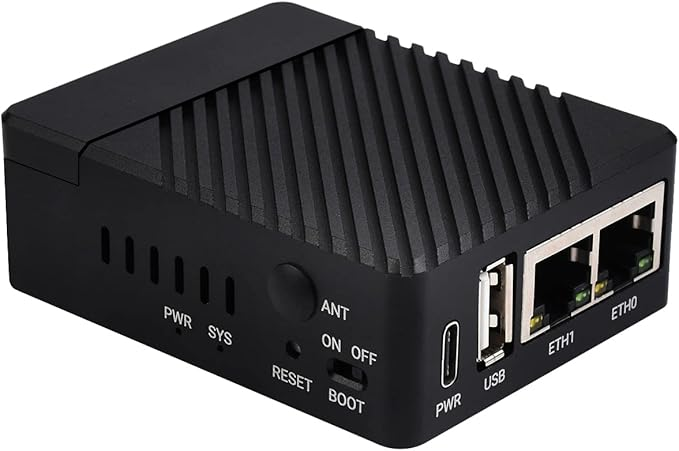 PWR SYS
ANT
ON OFF
RESET
BOOT
PWR
USB
ETH1
ETH0